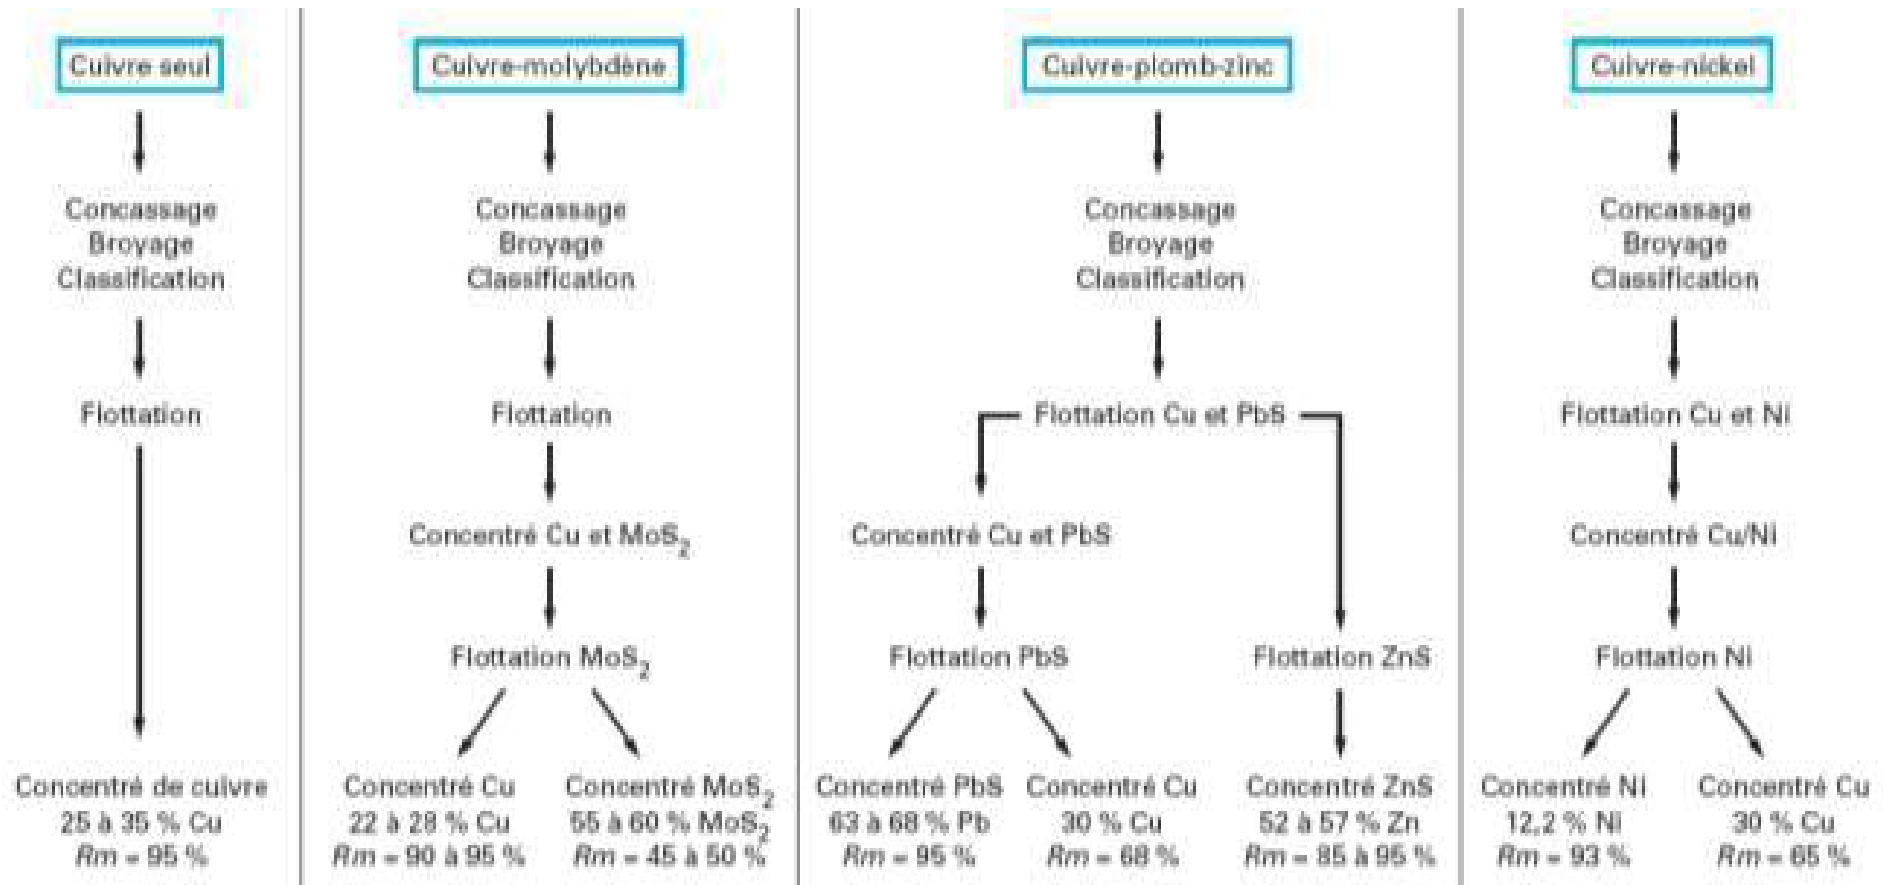 Cuivre seul
Concassage
Broyage
Classification
Flottation
Concentré de cuivre
25 à 35 % Cu
Rm = 95 %
Cuivre-molybdène
Concassage
Broyage
Classification
Flottation
Concentré Cu et MoS2
Flottation MoS2
Concentré Cu
22 à 28 % Cu
Rm = 90 à 95 %
Concentré MoS2
55 à 60 % MoS2
Rm = 45 à 50 %
Cuivre-plomb-zinc
Concassage
Broyage
Classification
Flottation Cu et PbS
Concentré Cu et PbS
Flottation PbS
Flottation ZnS
Concentré PbS
63 à 68 % Pb
Rm = 95 %
Concentré Cu
30 % Cu
Rm = 68 %
Concentré ZnS
52 à 57 % Zn
Rm = 85 à 95 %
Cuivre-nickel
Concassage
Broyage
Classification
Flottation Cu et Ni
Concentré Cu/Ni
Flottation Ni
Concentré Ni
12,2 % Ni
Rm = 93 %
Concentré Cu
30 % Cu
Rm = 65 %